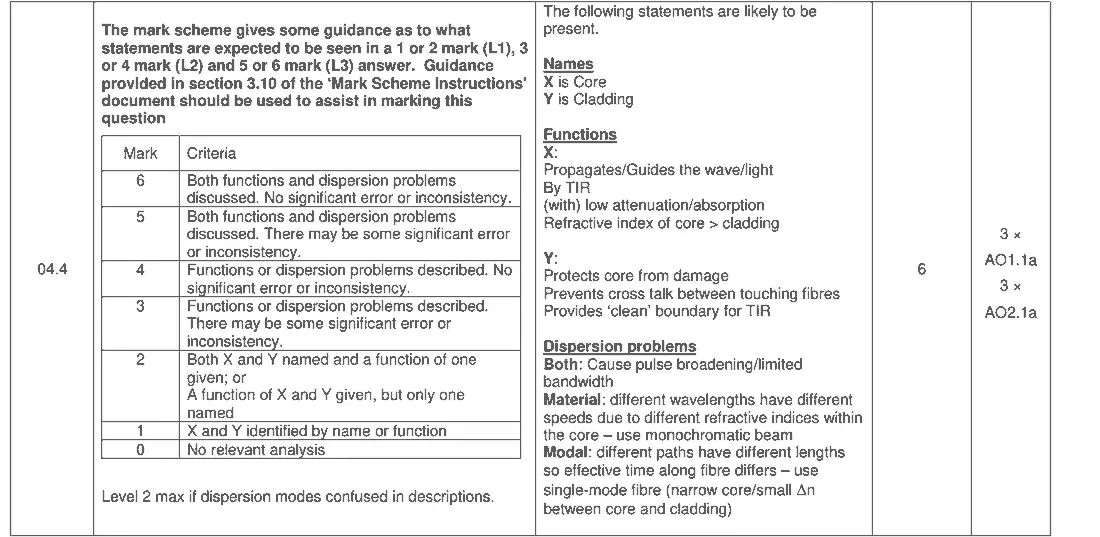 04.4
The mark scheme gives some guidance as to what
statements are expected to be seen in a 1 or 2 mark (L1), 3
or 4 mark (L2) and 5 or 6 mark (L3) answer. Guidance
provided in section 3.10 of the 'Mark Scheme Instructions'
document should be used to assist in marking this
question
Mark Criteria
6 Both functions and dispersion problems
discussed. No significant error or inconsistency.
5 Both functions and dispersion problems
discussed. There may be some significant error
or inconsistency.
4 Functions or dispersion problems described. No
significant error or inconsistency.
3 Functions or dispersion problems described.
There may be some significant error or
inconsistency.
2 Both X and Y named and a function of one
given; or
A function of X and Y given, but only one
named
1 X and Y identified by name or function
0 No relevant analysis
Level 2 max if dispersion modes confused in descriptions.
The following statements are likely to be
present.
Names
X is Core
Y is Cladding
Functions
X:
Propagates/Guides the wave/light
By TIR
(with) low attenuation/absorption
Refractive index of core > cladding
Y:
Protects core from damage
Prevents cross talk between touching fibres
Provides 'clean' boundary for TIR
Dispersion problems
Both: Cause pulse broadening/limited
bandwidth
Material: different wavelengths have different
speeds due to different refractive indices within
the core – use monochromatic beam
Modal: different paths have different lengths
so effective time along fibre differs – use
single-mode fibre (narrow core/small Δn
between core and cladding)
6
3 ×
AO1.1a
3 ×
AO2.1a